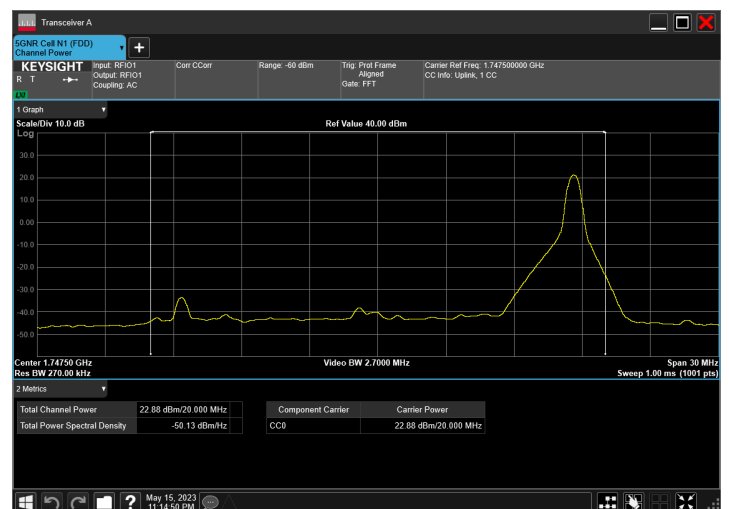 Transceiver A
5GNR Cell N1 (FDD)
Channel Power
KEYSIGHT
R T
LXI
Input: RFIO1
Output: RFIO1
Coupling: AC
Corr CCorr
Range: -60 dBm
Trig: Prot Frame
Aligned
Gate: FFT
Carrier Ref Freq: 1.747500000 GHz
CC Info: Uplink, 1 CC
1 Graph
Scale/Div 10.0 dB
Ref Value 40.00 dBm
Log
30.0
20.0
10.0
0.00
-10.0
-20.0
-30.0
-40.0
-50.0
Center 1.74750 GHz
Video BW 2.7000 MHz
Span 30 MHz
Res BW 270.00 kHz
Sweep 1.00 ms (1001 pts)
2 Metrics
Total Channel Power 22.88 dBm/20.000 MHz
Total Power Spectral Density -50.13 dBm/Hz
Component Carrier Carrier Power
CC0 22.88 dBm/20.000 MHz
?
May 15, 2023
11:14:50 PM